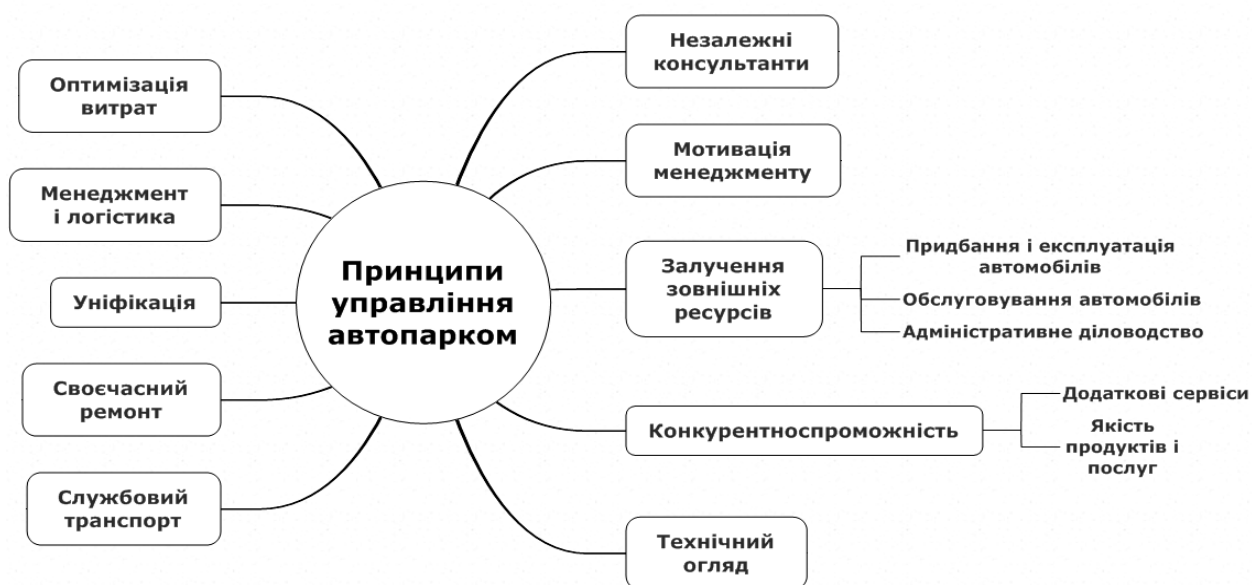 Принципи
управління
автопарком
Незалежні
консультанти
Мотивація
менеджменту
Залучення
зовнішніх
ресурсів
Придбання і експлуатація
автомобілів
Обслуговування автомобілів
Адміністративне діловодство
Конкурентноспроможність
Додаткові сервіси
Якість
продуктів і
послуг
Технічний
огляд
Оптимізація
витрат
Менеджмент
і логістика
Уніфікація
Своєчасний
ремонт
Службовий
транспорт